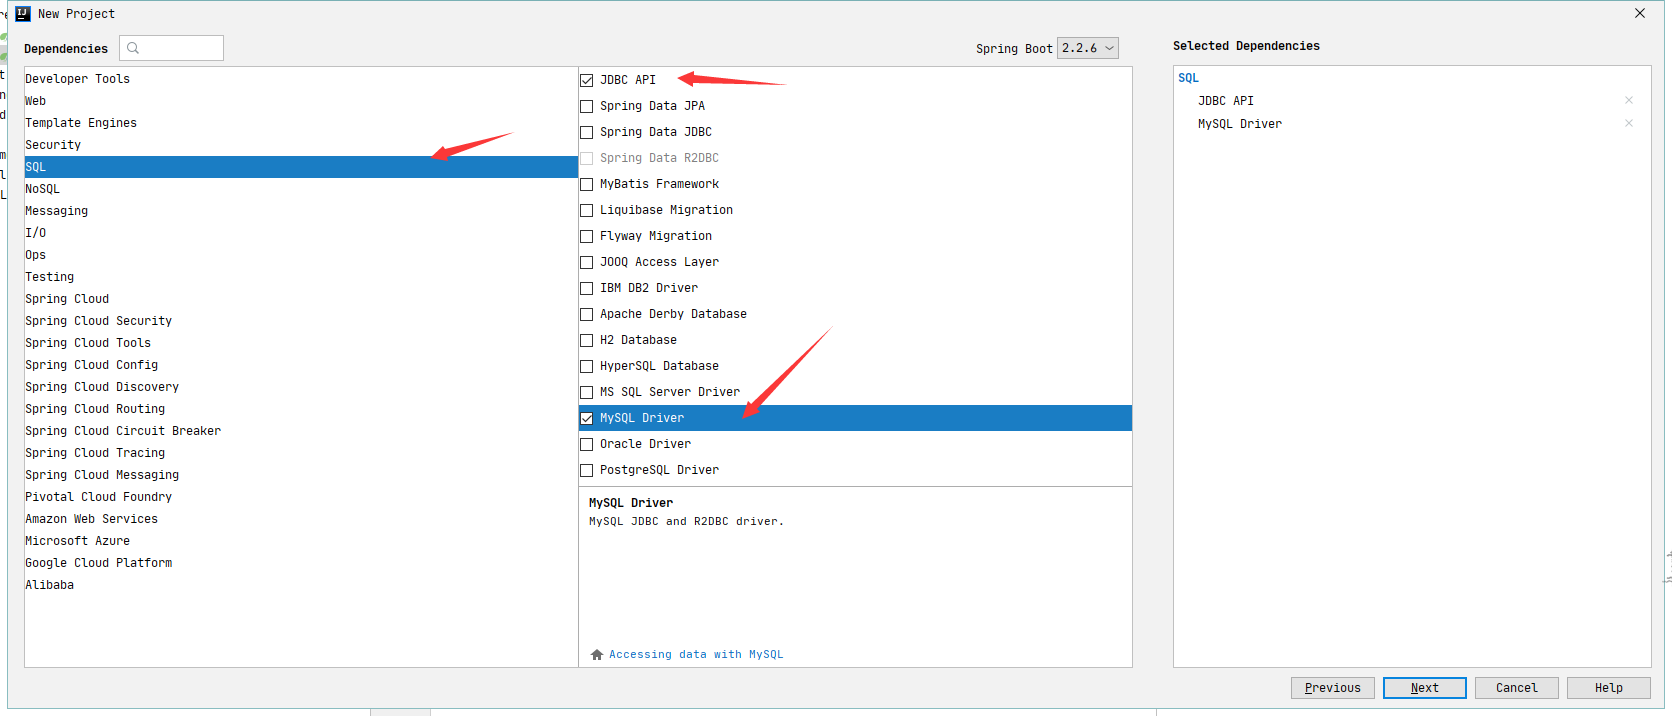 New Project
Dependencies
Spring Boot 2.2.6
Selected Dependencies
Developer Tools
Web
Template Engines
Security
SQL
NoSQL
Messaging
I/O
Ops
Testing
Spring Cloud
Spring Cloud Security
Spring Cloud Tools
Spring Cloud Config
Spring Cloud Discovery
Spring Cloud Routing
Spring Cloud Circuit Breaker
Spring Cloud Tracing
Spring Cloud Messaging
Pivotal Cloud Foundry
Amazon Web Services
Microsoft Azure
Google Cloud Platform
Alibaba
JDBC API
Spring Data JPA
Spring Data JDBC
Spring Data R2DBC
MyBatis Framework
Liquibase Migration
Flyway Migration
JOOQ Access Layer
IBM DB2 Driver
Apache Derby Database
H2 Database
HyperSQL Database
MS SQL Server Driver
MySQL Driver
Oracle Driver
PostgreSQL Driver
MySQL Driver
MySQL JDBC and R2DBC driver.
Accessing data with MySQL
SQL
JDBC API
MySQL Driver
Previous
Next
Cancel
Help